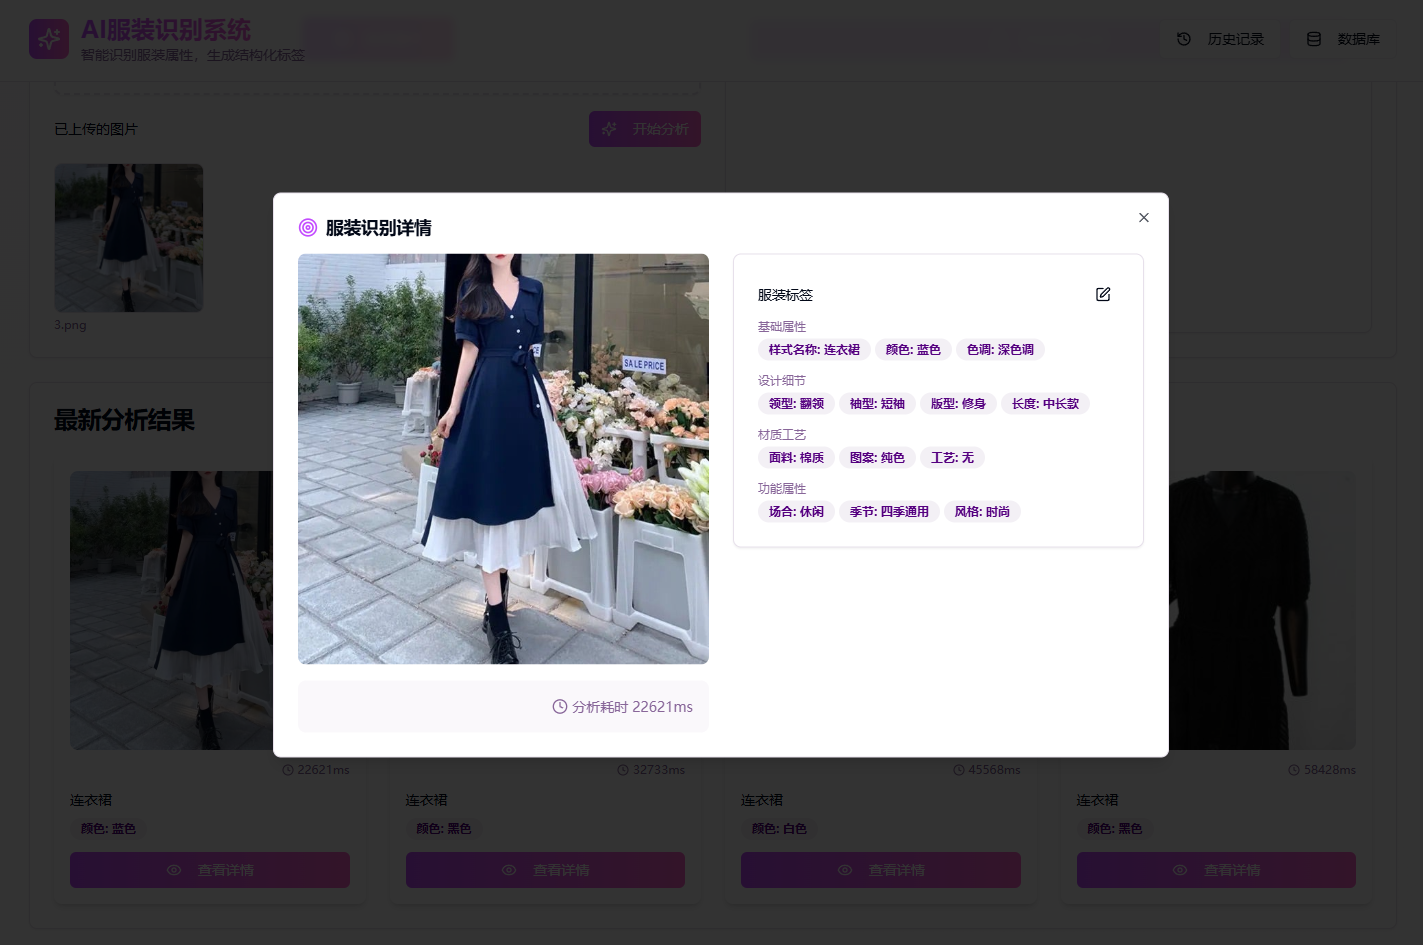 AI服装识别系统
智能识别服装属性，生成结构化标签
历史记录
数据库
已上传的图片
开始分析
3.png
最新分析结果
服装识别详情
SALE PRICE
分析耗时 22621ms
服装标签
基础属性
样式名称: 连衣裙 颜色: 蓝色 色调: 深色调
设计细节
领型: 翻领 袖型: 短袖 版型: 修身 长度: 中长款
材质工艺
面料: 棉质 图案: 纯色 工艺: 无
功能属性
场合: 休闲 季节: 四季通用 风格: 时尚
22621ms
连衣裙
颜色: 蓝色
查看详情
32733ms
连衣裙
颜色: 黑色
查看详情
45568ms
连衣裙
颜色: 白色
查看详情
58428ms
连衣裙
颜色: 黑色
查看详情